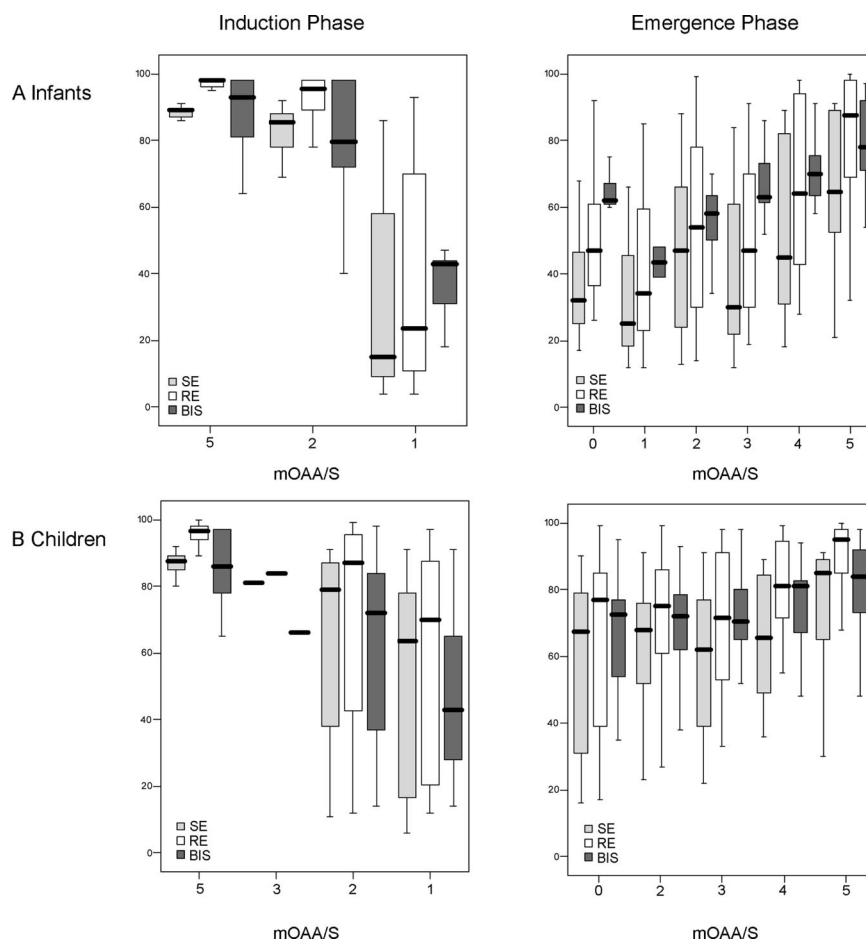 Induction Phase Emergence Phase
A Infants
100
80
60
40
20
0
SE
RE
BIS
5 2 1
mOAA/S
100
80
60
40
20
0
SE
RE
BIS
0 1 2 3 4 5
mOAA/S
B Children
100
80
60
40
20
0
SE
RE
BIS
5 3 2 1
mOAA/S
100
80
60
40
20
0
SE
RE
BIS
0 2 3 4 5
mOAA/S